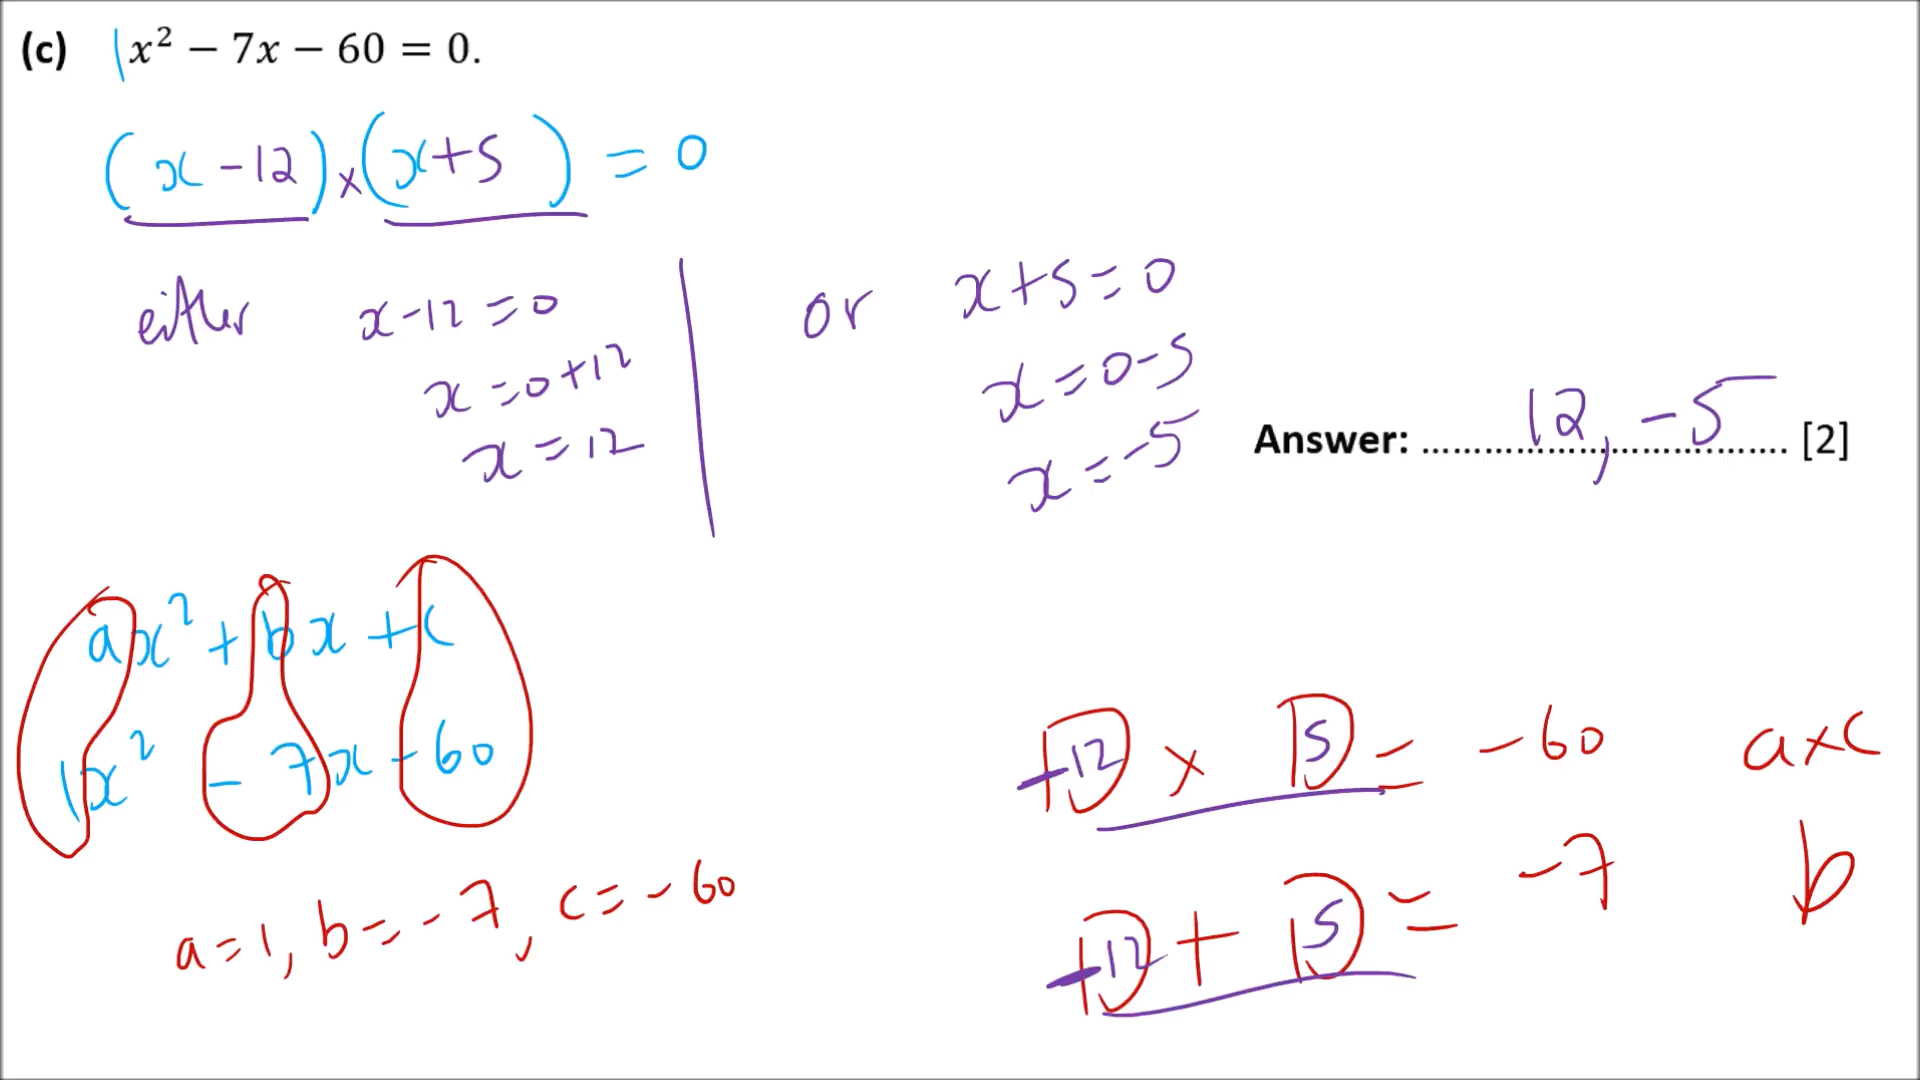 (c) 1x² − 7x − 60 = 0.
(x - 12) × (x + 5) = 0
either x - 12 = 0
x = 0 + 12
x = 12
or x + 5 = 0
x = 0 - 5
x = -5
Answer: 12, -5 [2]
ax² + bx + c
1x² - 7x - 60
a = 1, b = -7, c = -60
-12 × 5 = -60 a×c
-12 + 5 = -7 b